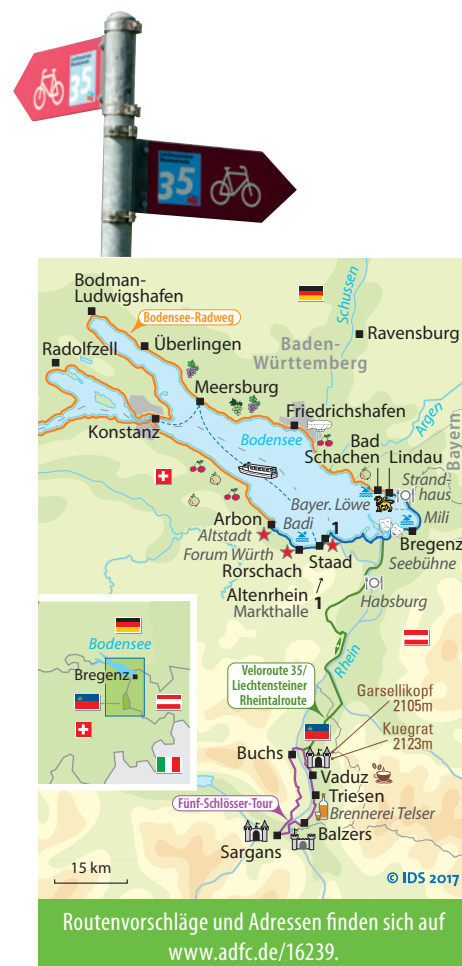 35
Liechtensteiner
Rheintalroute
35
Bodman-
Ludwigshafen
Bodensee-Radweg
Schussen
Radolfzell
Überlingen
Baden-
Württemberg
Ravensburg
Meersburg
Argen
Bayern
Konstanz
Bodensee
Friedrichshafen
Bad
Schachen
Lindau
Strand-
haus
Bayer. Löwe
Mili
Arbon
Altstadt
Badi
1
Bregenz
Seebühne
Forum Würth
Rorschach
Staad
Altenrhein
Markthalle
1
Habsburg
Bodensee
Bregenz
Rhein
Veloroute 35/
Liechtensteiner
Rheintalroute
Garsellikopf
2105m
Kuegrat
2123m
Buchs
Vaduz
Triesen
Fünf-Schlösser-Tour
Brennerei Telser
Balzers
Sargans
15 km
© IDS 2017
Routenvorschläge und Adressen finden sich auf
www.adfc.de/16239.